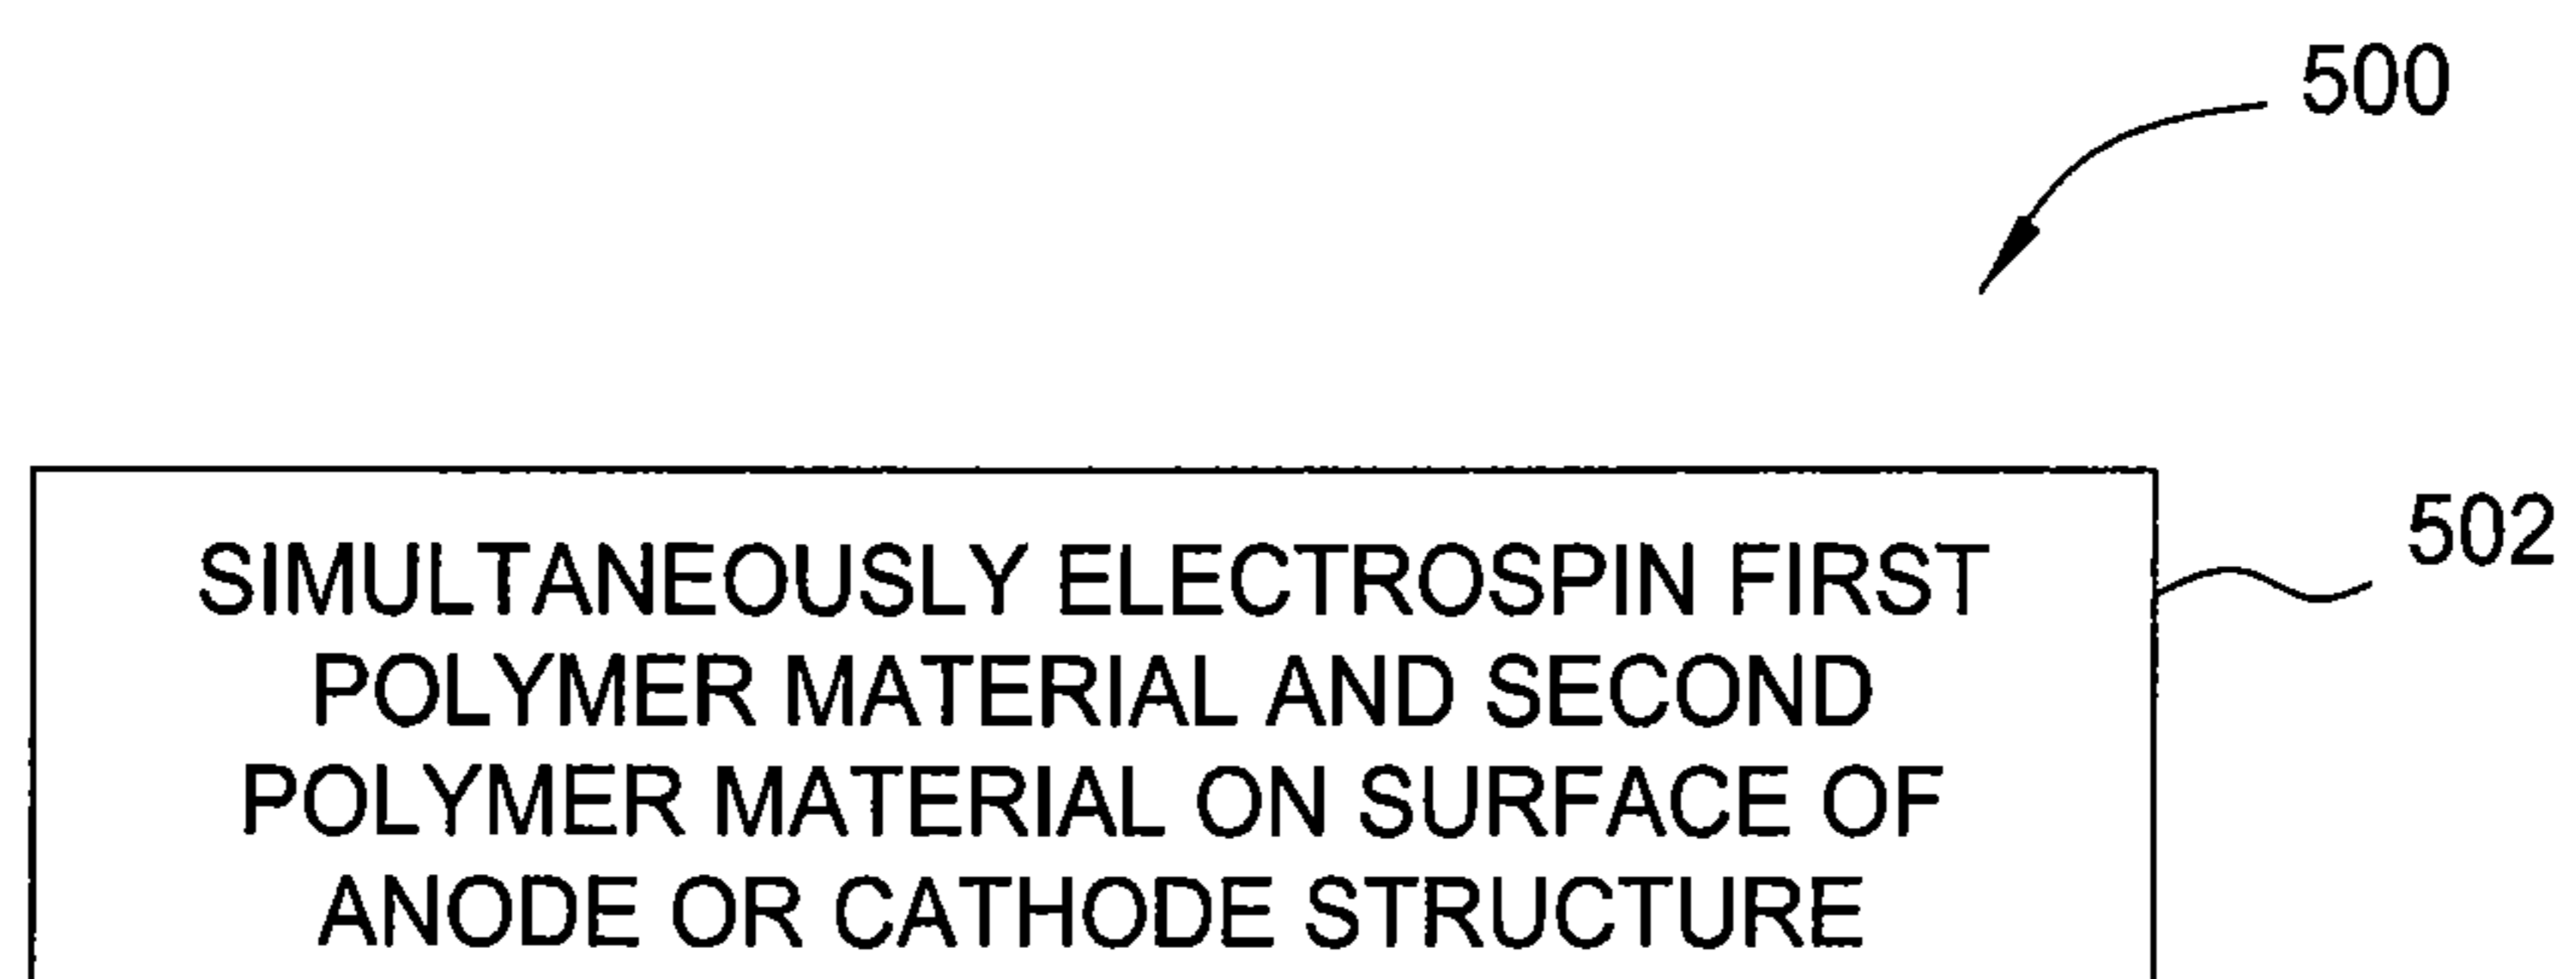 500
502
SIMULTANEOUSLY ELECTROSPIN FIRST
POLYMER MATERIAL AND SECOND
POLYMER MATERIAL ON SURFACE OF
ANODE OR CATHODE STRUCTURE